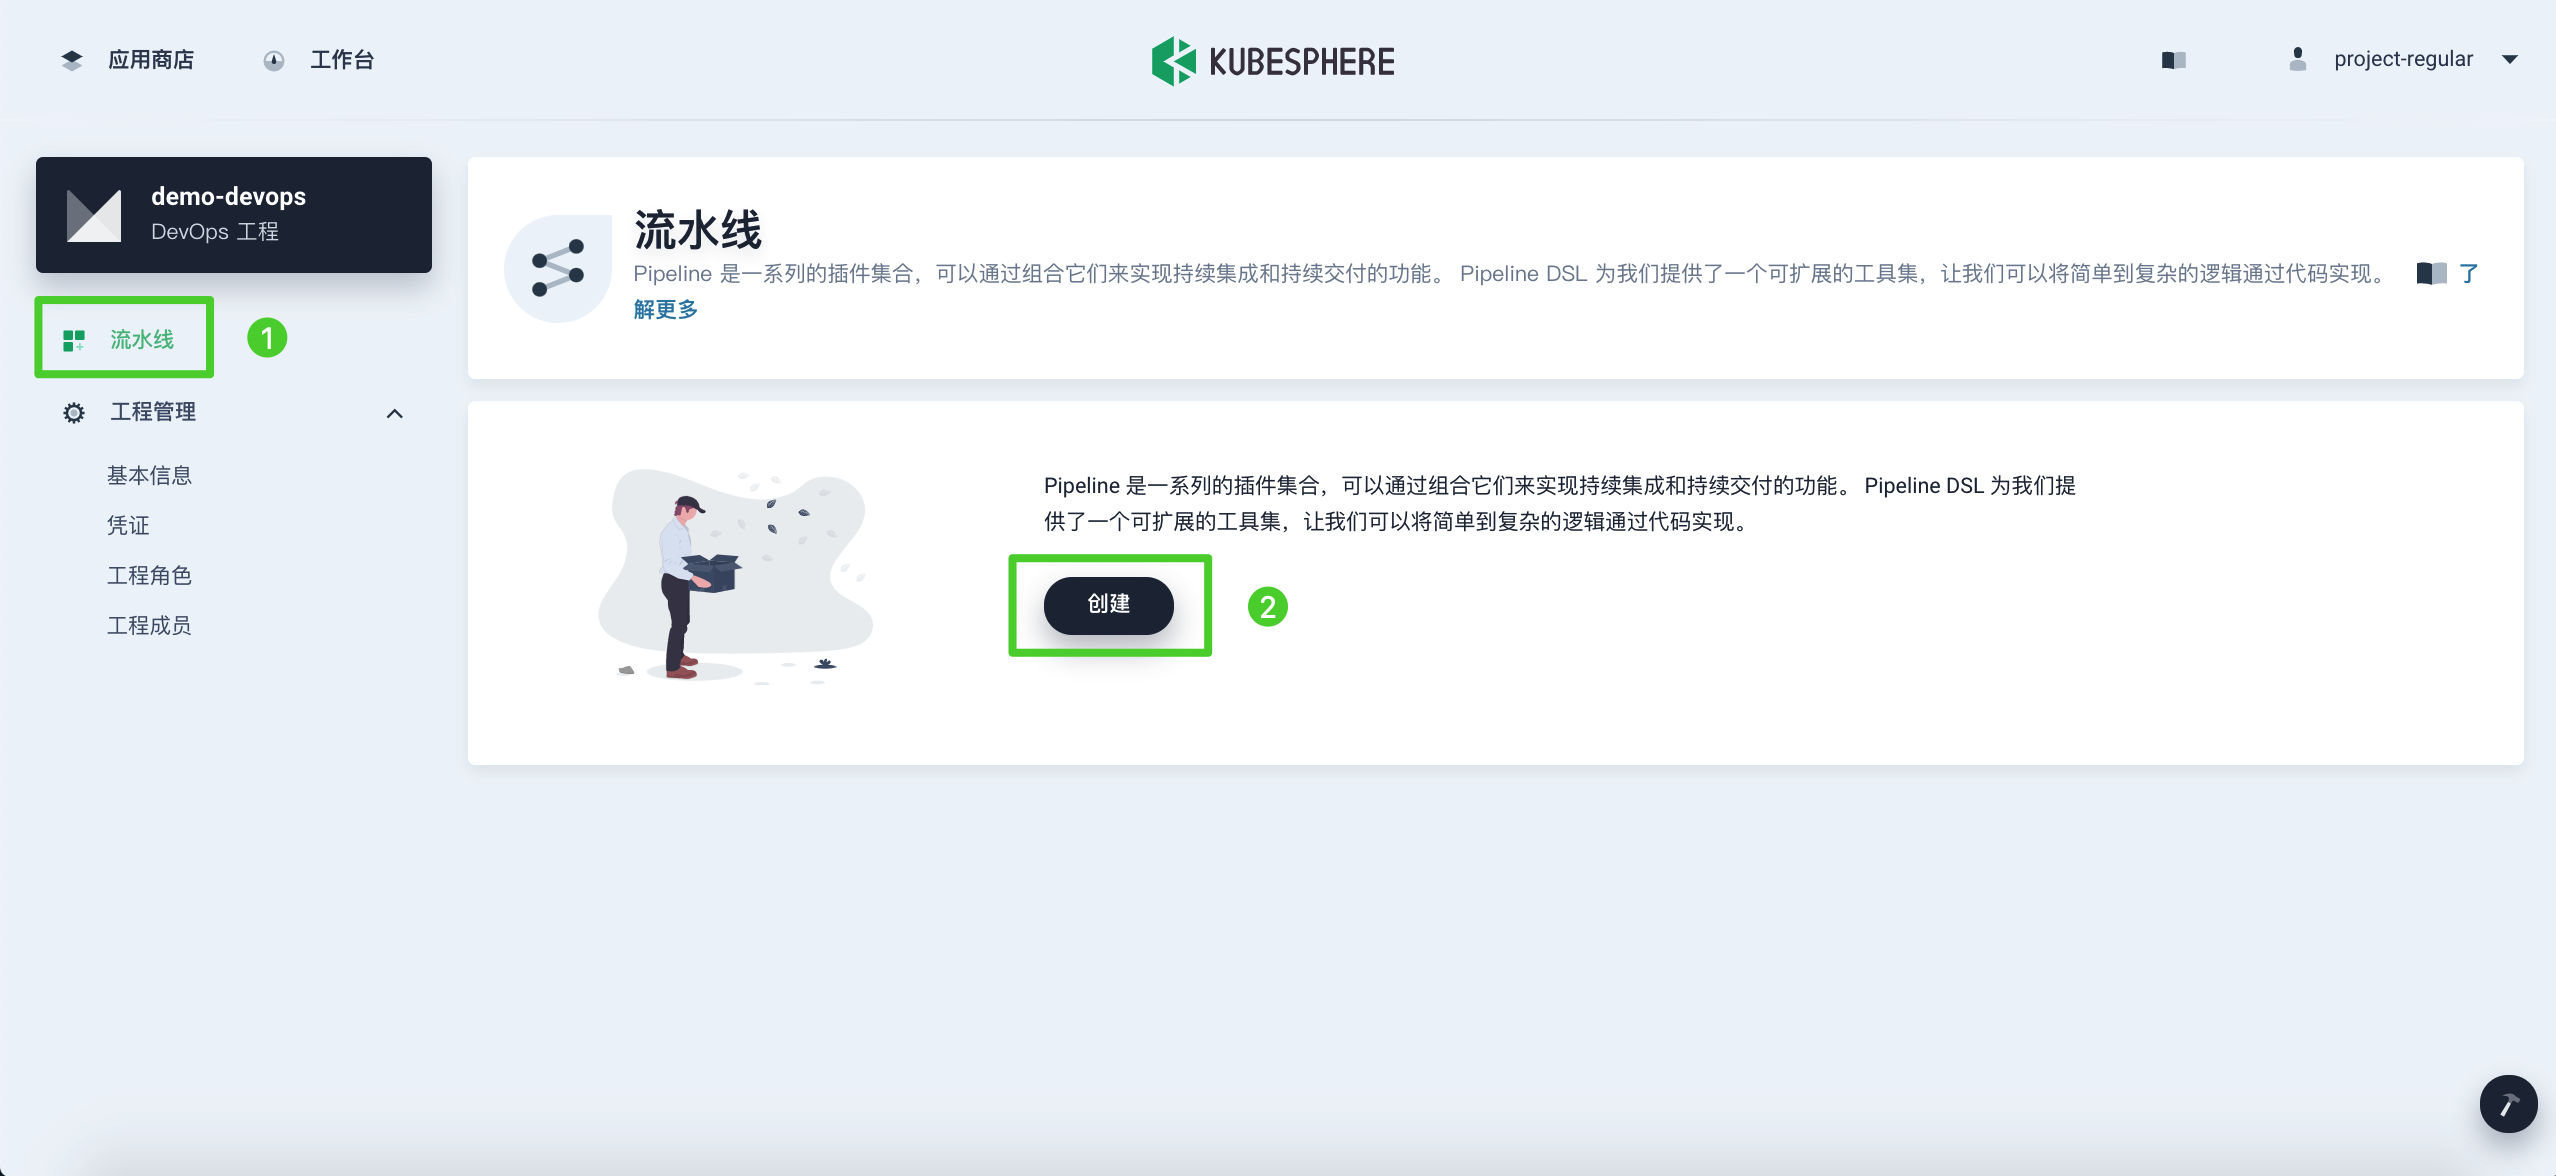 应用商店
工作台
KUBESPHERE
project-regular
demo-devops
DevOps 工程
流水线
1
工程管理
基本信息
凭证
工程角色
工程成员
流水线
Pipeline 是一系列的插件集合，可以通过组合它们来实现持续集成和持续交付的功能。 Pipeline DSL 为我们提供了一个可扩展的工具集，让我们可以将简单到复杂的逻辑通过代码实现。 了
解更多
Pipeline 是一系列的插件集合，可以通过组合它们来实现持续集成和持续交付的功能。 Pipeline DSL 为我们提
供了一个可扩展的工具集，让我们可以将简单到复杂的逻辑通过代码实现。
创建
2